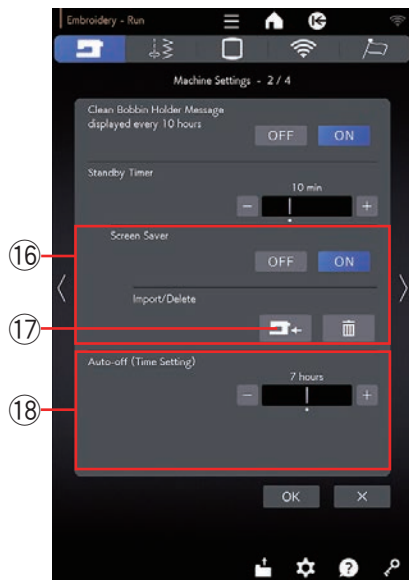 Embroidery - Run
Machine Settings - 2 / 4
Clean Bobbin Holder Message
displayed every 10 hours
OFF ON
Standby Timer
10 min
- +
⑯
Screen Saver
OFF ON
Import/Delete
⑰
⑱
Auto-off (Time Setting)
7 hours
- +
OK ×
?